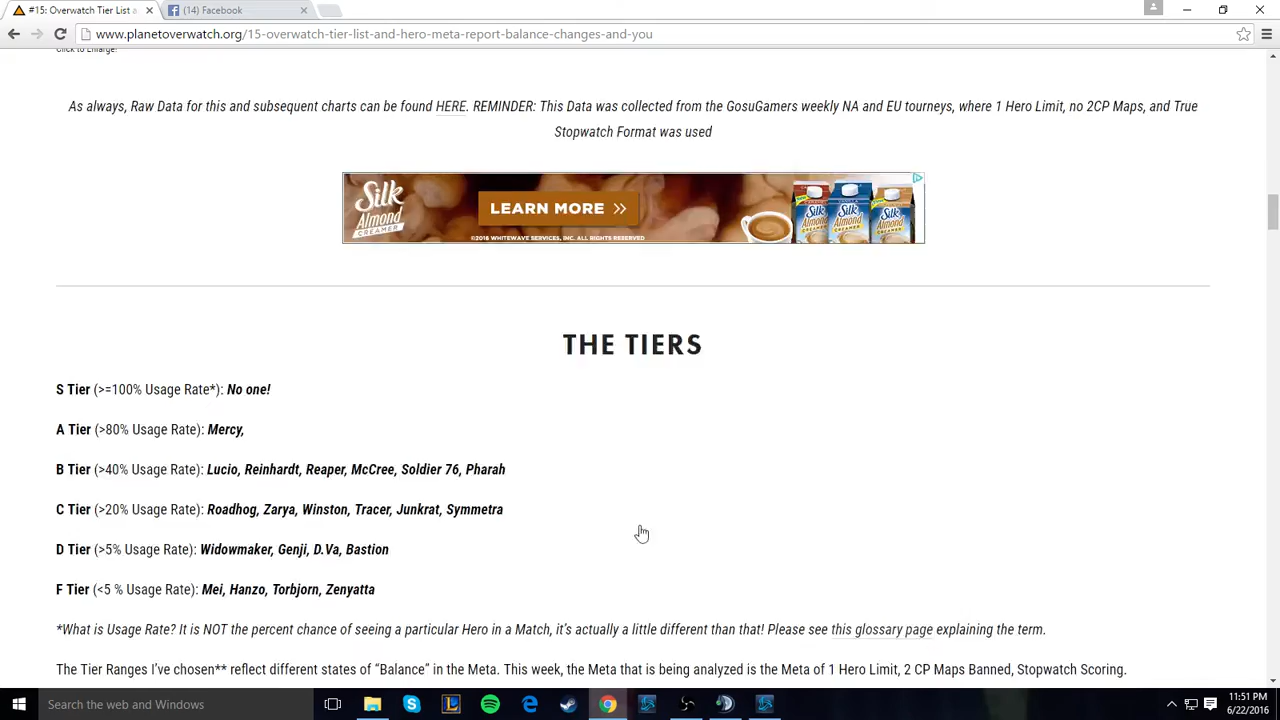 #15: Overwatch Tier List a
(14) Facebook
www.planetoverwatch.org/15-overwatch-tier-list-and-hero-meta-report-balance-changes-and-you
Click to Enlarge!
As always, Raw Data for this and subsequent charts can be found HERE. REMINDER: This Data was collected from the GosuGamers weekly NA and EU tourneys, where 1 Hero Limit, no 2CP Maps, and True
Stopwatch Format was used
Silk
Almond
CREAMER
LEARN MORE >>
©2016 WHITEWAVE SERVICES, INC. ALL RIGHTS RESERVED
Silk Silk Silk
THE TIERS
S Tier (>=100% Usage Rate*): No one!
A Tier (>80% Usage Rate): Mercy,
B Tier (>40% Usage Rate): Lucio, Reinhardt, Reaper, McCree, Soldier 76, Pharah
C Tier (>20% Usage Rate): Roadhog, Zarya, Winston, Tracer, Junkrat, Symmetra
D Tier (>5% Usage Rate): Widowmaker, Genji, D.Va, Bastion
F Tier (<5 % Usage Rate): Mei, Hanzo, Torbjorn, Zenyatta
*What is Usage Rate? It is NOT the percent chance of seeing a particular Hero in a Match, it's actually a little different than that! Please see this glossary page explaining the term.
The Tier Ranges I've chosen** reflect different states of "Balance" in the Meta. This week, the Meta that is being analyzed is the Meta of 1 Hero Limit, 2 CP Maps Banned, Stopwatch Scoring.
Search the web and Windows
11:51 PM
6/22/2016